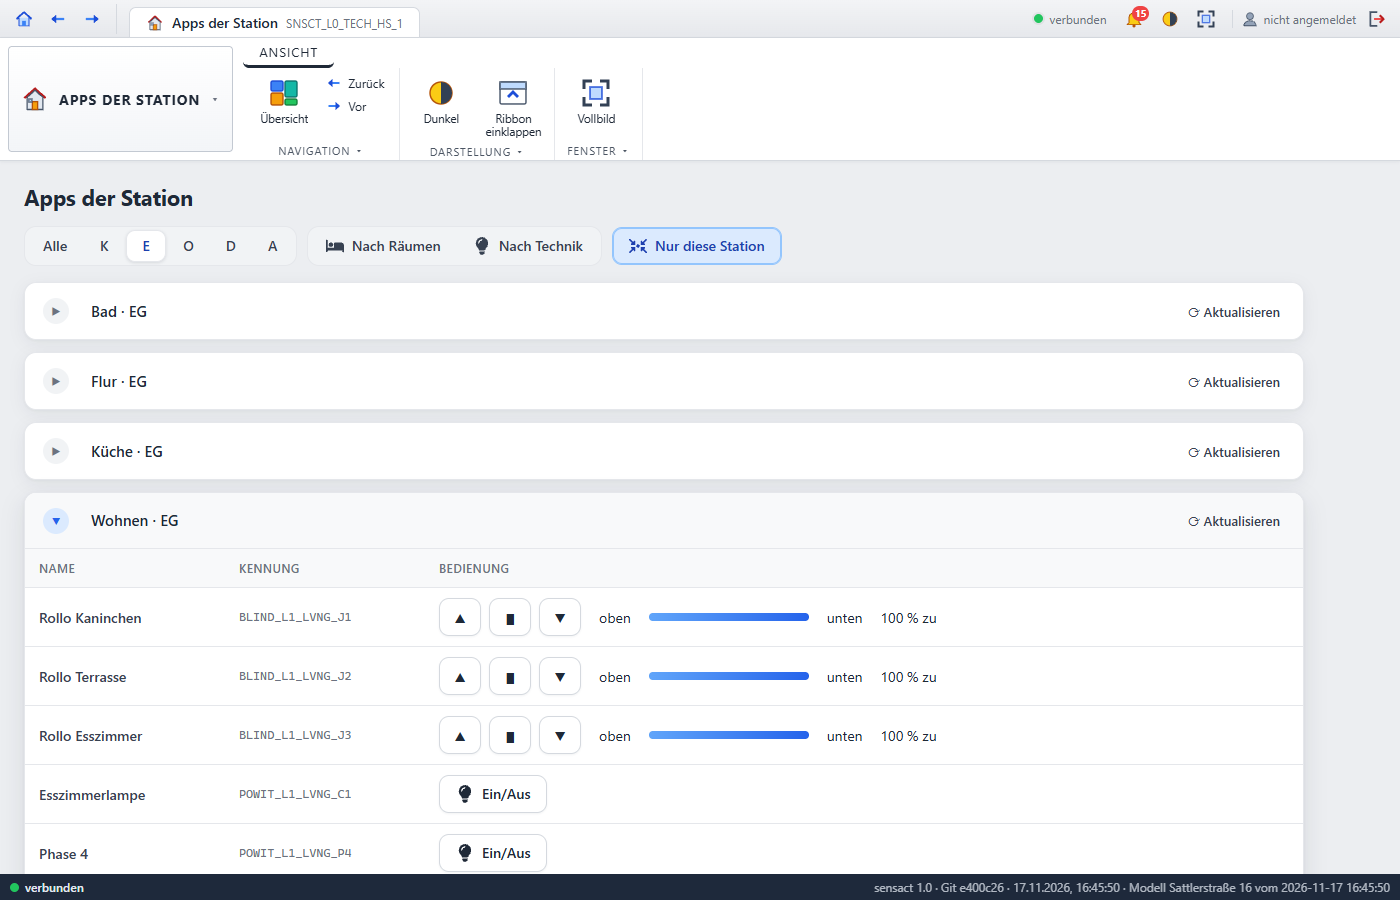 Apps der Station SNSCT_L0_TECH_HS_1
verbunden
15
nicht angemeldet
APPS DER STATION
ANSICHT
Übersicht
Zurück
Vor
NAVIGATION
Dunkel
Ribbon
einklappen
DARSTELLUNG
Vollbild
FENSTER
Apps der Station
Alle K E O D A Nach Räumen Nach Technik Nur diese Station
Bad · EG Aktualisieren
Flur · EG Aktualisieren
Küche · EG Aktualisieren
Wohnen · EG Aktualisieren
NAME KENNUNG BEDIENUNG
Rollo Kaninchen BLIND_L1_LVNG_J1 oben unten 100 % zu
Rollo Terrasse BLIND_L1_LVNG_J2 oben unten 100 % zu
Rollo Esszimmer BLIND_L1_LVNG_J3 oben unten 100 % zu
Esszimmerlampe POWIT_L1_LVNG_C1 Ein/Aus
Phase 4 POWIT_L1_LVNG_P4 Ein/Aus
verbunden sensact 1.0 · Git e400c26 · 17.11.2026, 16:45:50 · Modell Sattlerstraße 16 vom 2026-11-17 16:45:50